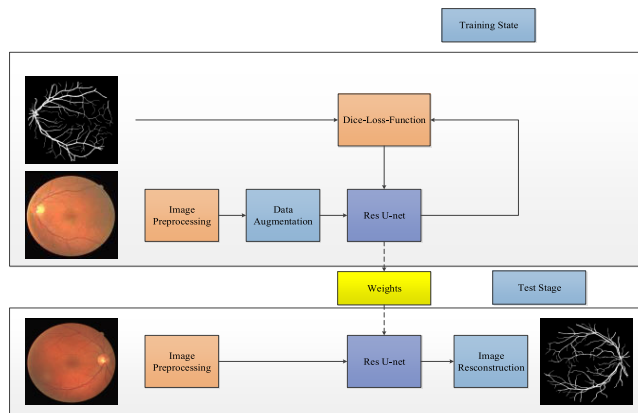 Training State
Dice-Loss-Function
Image
Preprocessing
Data
Augmentation
Res U-net
Weights
Test Stage
Image
Preprocessing
Res U-net
Image
Resconstruction